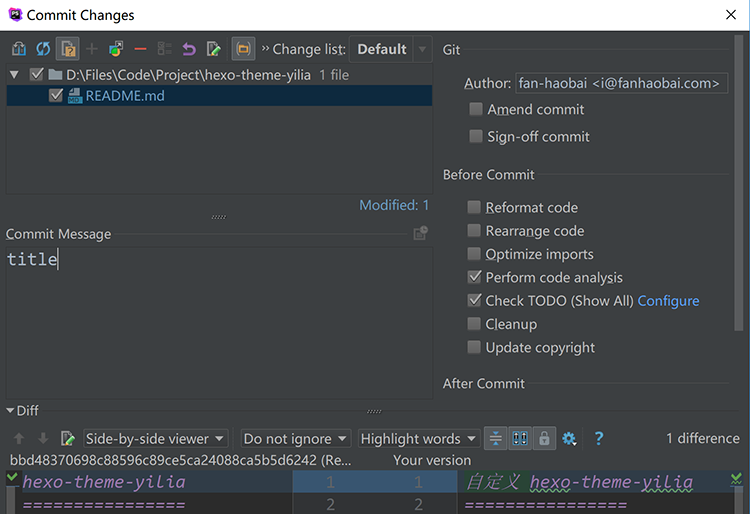 Commit Changes
Change list: Default
D:\Files\Code\Project\hexo-theme-yilia 1 file
README.md
Modified: 1
Commit Message
title
Git
Author: fan-haobai <i@fanhaobai.com>
Amend commit
Sign-off commit
Before Commit
Reformat code
Rearrange code
Optimize imports
Perform code analysis
Check TODO (Show All) Configure
Cleanup
Update copyright
After Commit
Diff
Side-by-side viewer Do not ignore Highlight words ? 1 difference
bbd48370698c88596c89ce5ca24088ca5b5d6242 (Re... Your version
hexo-theme-yilia 1 1 自定义 hexo-theme-yilia
================ 2 2 ================